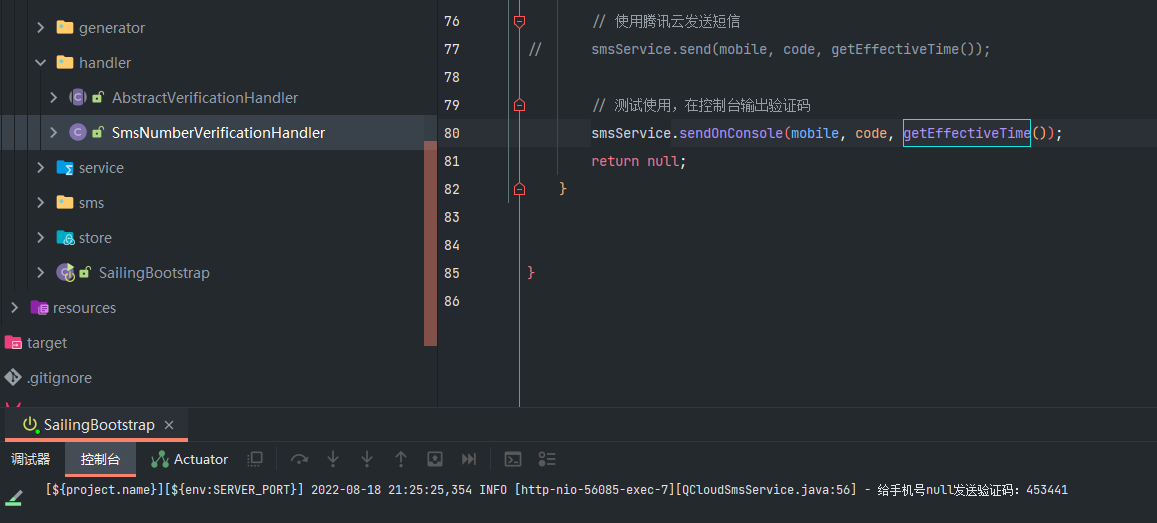 generator
handler
AbstractVerificationHandler
SmsNumberVerificationHandler
service
sms
store
SailingBootstrap
resources
target
.gitignore
76 // 使用腾讯云发送短信
77 // smsService.send(mobile, code, getEffectiveTime());
78
79 // 测试使用，在控制台输出验证码
80 smsService.sendOnConsole(mobile, code, getEffectiveTime());
81 return null;
82 }
83
84
85 }
86
SailingBootstrap ×
调试器 控制台 Actuator
[${project.name}][${env:SERVER_PORT}] 2022-08-18 21:25:25,354 INFO [http-nio-56085-exec-7][QCloudSmsService.java:56] - 给手机号null发送验证码：453441